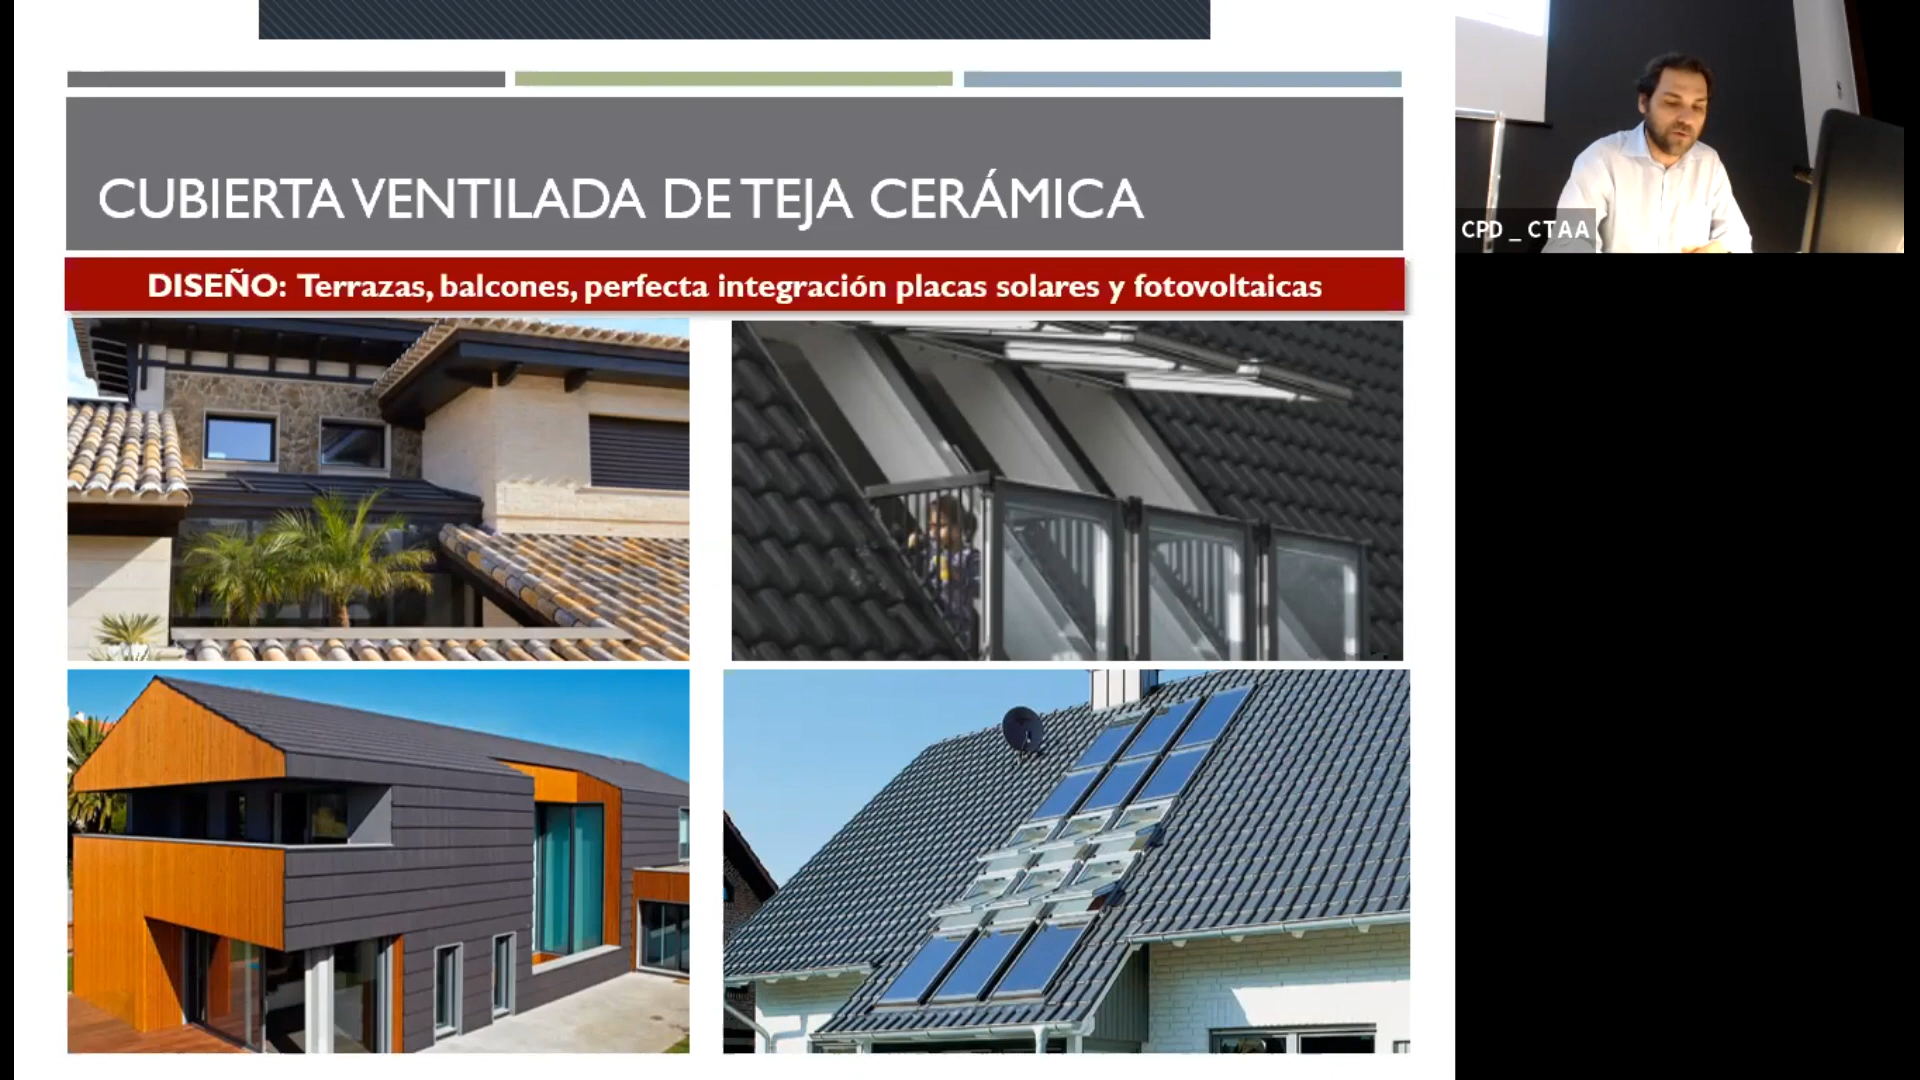 CUBIERTA VENTILADA DE TEJA CERÁMICA
DISEÑO: Terrazas, balcones, perfecta integración placas solares y fotovoltaicas
CPD _ CTAA